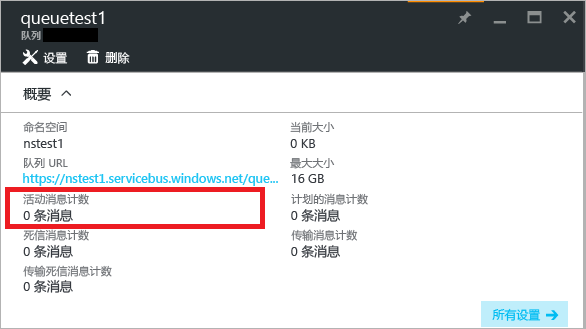 queuetest1
队列
设置 删除
概要
命名空间 当前大小
nstest1 0 KB
队列 URL 最大大小
https://nstest1.servicebus.windows.net/que... 16 GB
活动消息计数 计划的消息计数
0 条消息 0 条消息
死信消息计数 传输消息计数
0 条消息 0 条消息
传输死信消息计数
0 条消息
所有设置